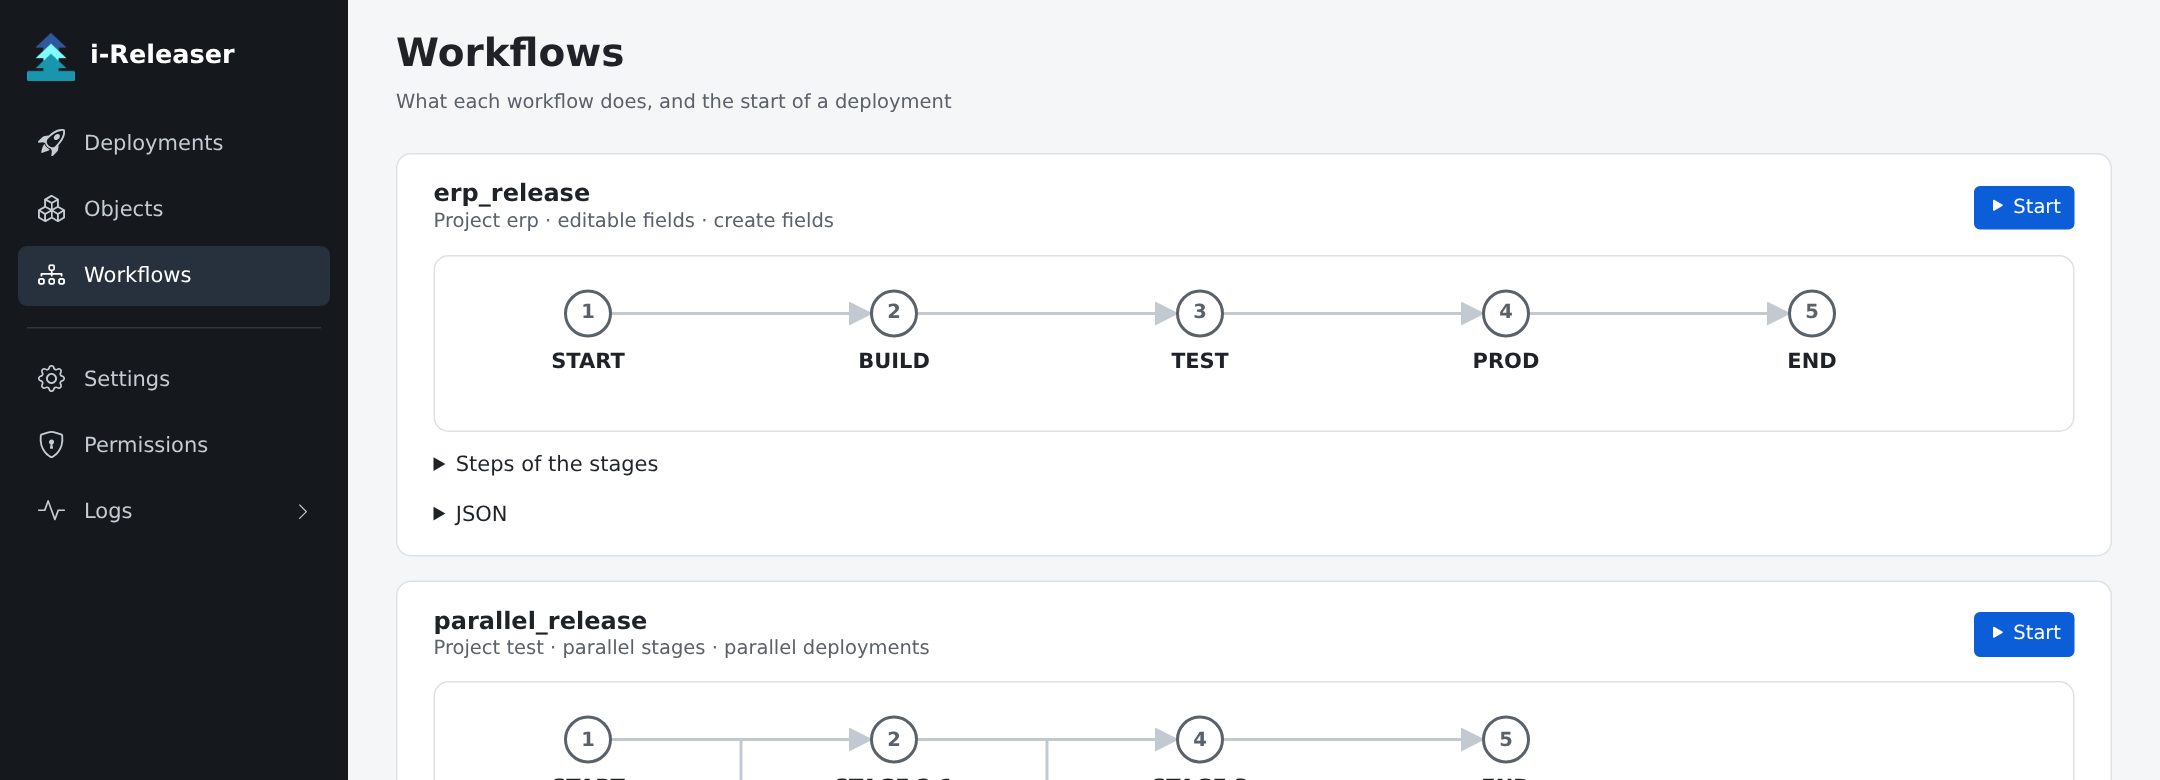 i-Releaser
Deployments
Objects
Workflows
Settings
Permissions
Logs
Workflows
What each workflow does, and the start of a deployment
erp_release
Project erp · editable fields · create fields
Start
1 2 3 4 5
START BUILD TEST PROD END
Steps of the stages
JSON
parallel_release
Project test · parallel stages · parallel deployments
Start
1 2 4 5